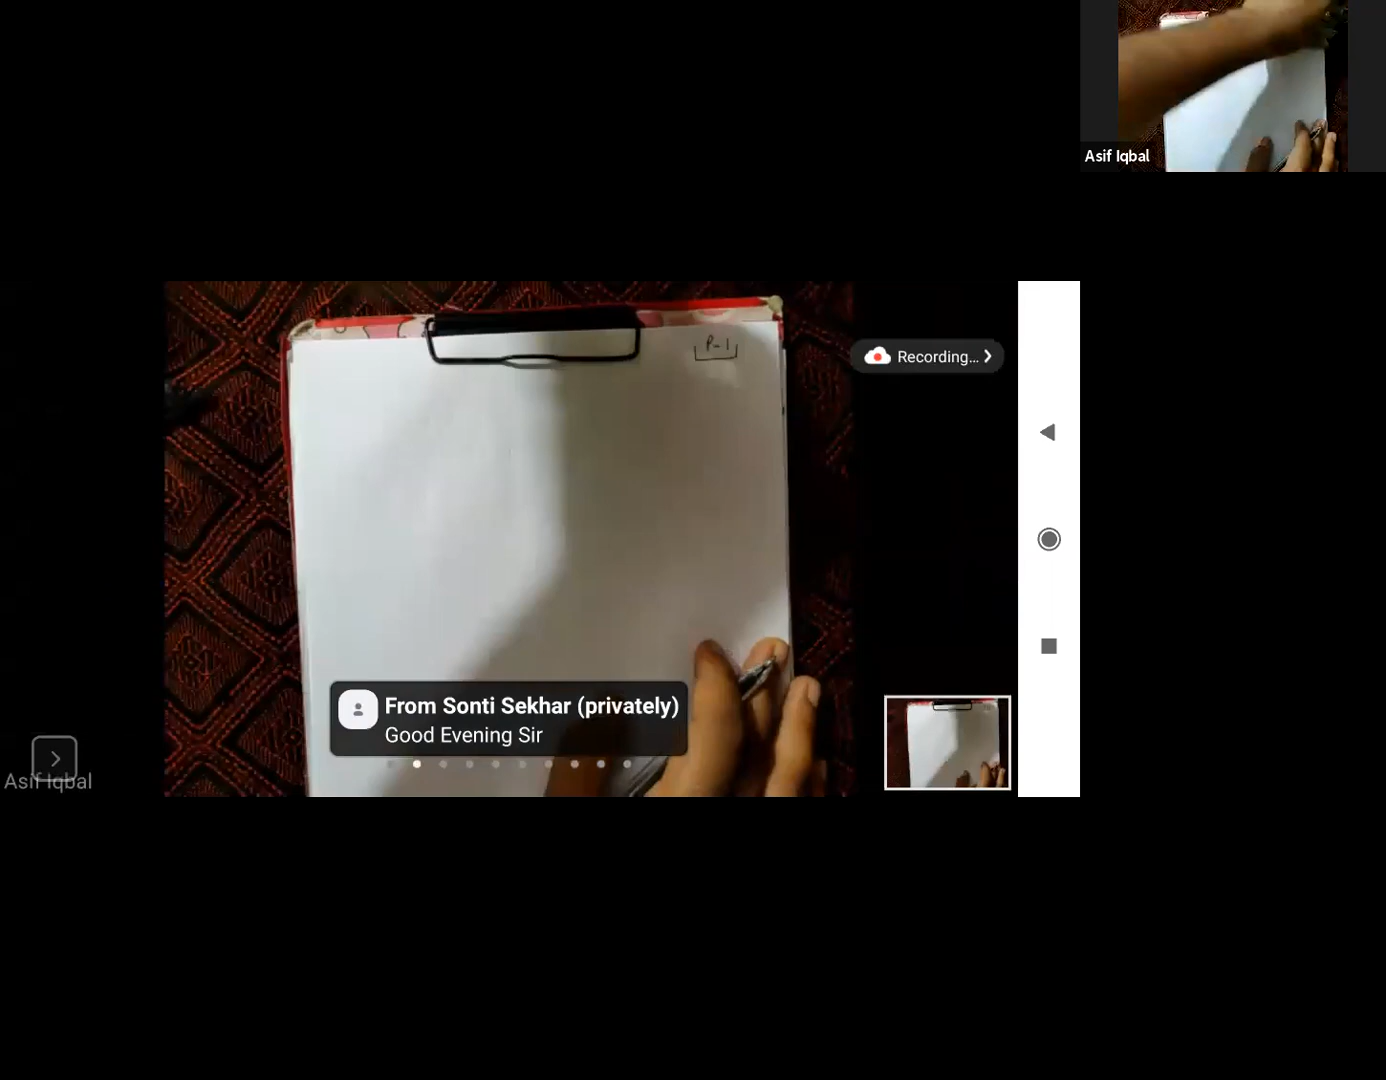 Asif Iqbal
P-1
Recording...
From Sonti Sekhar (privately)
Good Evening Sir
Asif Iqbal